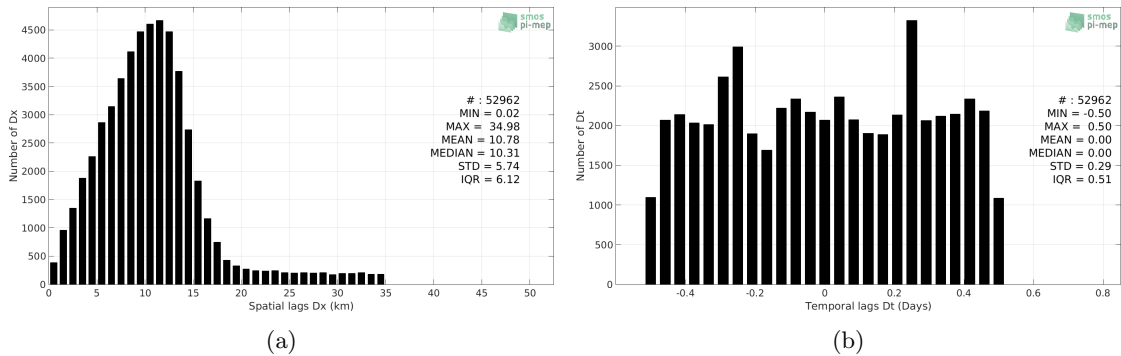 4500
4000
3500
3000
2500
2000
1500
1000
500
0
Number of Dx
smos
pi-mep
# : 52962
MIN = 0.02
MAX = 34.98
MEAN = 10.78
MEDIAN = 10.31
STD = 5.74
IQR = 6.12
0 5 10 15 20 25 30 35 40 45 50
Spatial lags Dx (km)
(a)
3000
2500
2000
1500
1000
500
0
Number of Dt
smos
pi-mep
# : 52962
MIN = -0.50
MAX = 0.50
MEAN = 0.00
MEDIAN = 0.00
STD = 0.29
IQR = 0.51
-0.4 -0.2 0 0.2 0.4 0.6 0.8
Temporal lags Dt (Days)
(b)